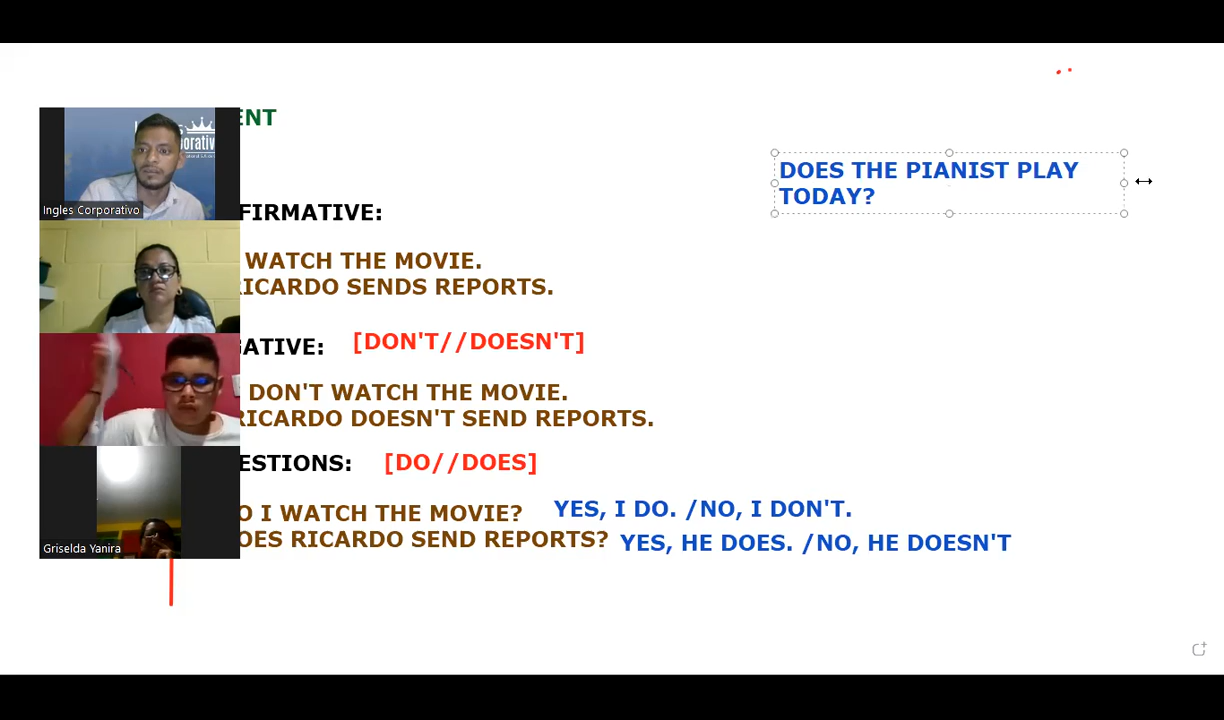 ENT
DOES THE PIANIST PLAY
TODAY?
Ingles Corporativo
FIRMATIVE:
WATCH THE MOVIE.
RICARDO SENDS REPORTS.
GATIVE: [DON'T//DOESN'T]
DON'T WATCH THE MOVIE.
RICARDO DOESN'T SEND REPORTS.
ESTIONS: [DO//DOES]
O I WATCH THE MOVIE? YES, I DO. /NO, I DON'T.
OES RICARDO SEND REPORTS? YES, HE DOES. /NO, HE DOESN'T
Griselda Yanira